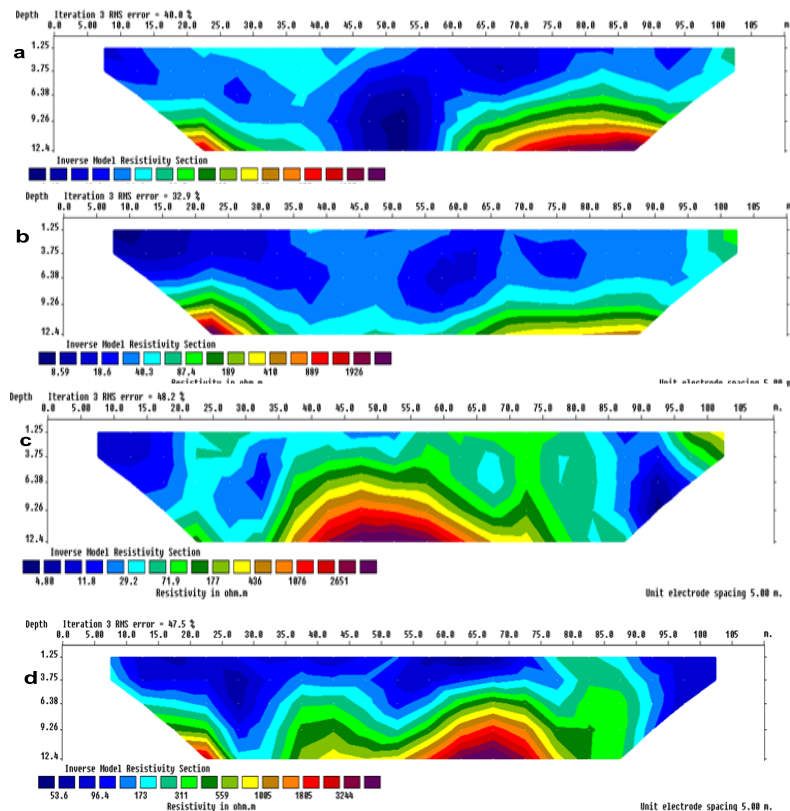 Depth Iteration 3 RMS error = 40.8 %
0.0 5.00 10.0 15.0 20.0 25.0 30.0 35.0 40.0 45.0 50.0 55.0 60.0 65.0 70.0 75.0 80.0 85.0 90.0 95.0 100.0 105 m
a
1.25
3.75
6.38
9.26
12.4
Inverse Model Resistivity Section
Depth Iteration 3 RMS error = 32.9 %
0.0 5.00 10.0 15.0 20.0 25.0 30.0 35.0 40.0 45.0 50.0 55.0 60.0 65.0 70.0 75.0 80.0 85.0 90.0 95.0 100.0 105 m
b
1.25
3.75
6.38
9.26
12.4
Inverse Model Resistivity Section
8.59 18.6 40.3 87.4 189 410 889 1926
Resistivity in ohm.m Unit electrode spacing 5.00 m
Depth Iteration 3 RMS error = 48.2 %
0.0 5.00 10.0 15.0 20.0 25.0 30.0 35.0 40.0 45.0 50.0 55.0 60.0 65.0 70.0 75.0 80.0 85.0 90.0 95.0 100.0 105 m.
c
1.25
3.75
6.38
9.26
12.4
Inverse Model Resistivity Section
4.80 11.8 29.2 71.9 177 436 1076 2651
Resistivity in ohm.m Unit electrode spacing 5.00 m.
Depth Iteration 3 RMS error = 47.5 %
0.0 5.00 10.0 15.0 20.0 25.0 30.0 35.0 40.0 45.0 50.0 55.0 60.0 65.0 70.0 75.0 80.0 85.0 90.0 95.0 100.0 105 m.
d
1.25
3.75
6.38
9.26
12.4
Inverse Model Resistivity Section
53.6 96.4 173 311 559 1005 1805 3244
Resistivity in ohm.m Unit electrode spacing 5.00 m.